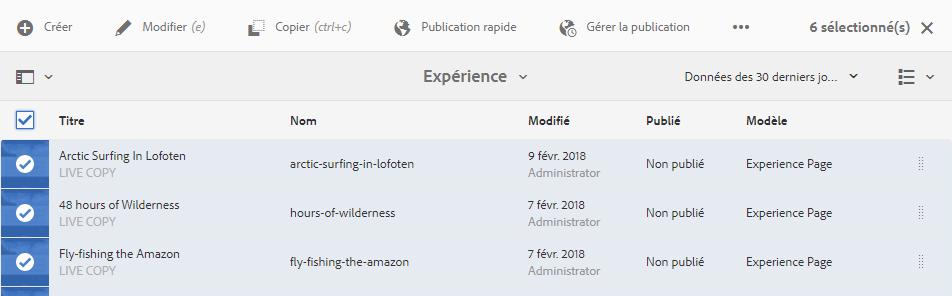 Créer Modifier (e) Copier (ctrl+c) Publication rapide Gérer la publication ••• 6 sélectionné(s)
Expérience Données des 30 derniers jo...
Titre Nom Modifié Publié Modèle
Arctic Surfing In Lofoten arctic-surfing-in-lofoten 9 févr. 2018 Non publié Experience Page
LIVE COPY Administrator
48 hours of Wilderness hours-of-wilderness 7 févr. 2018 Non publié Experience Page
LIVE COPY Administrator
Fly-fishing the Amazon fly-fishing-the-amazon 7 févr. 2018 Non publié Experience Page
LIVE COPY Administrator